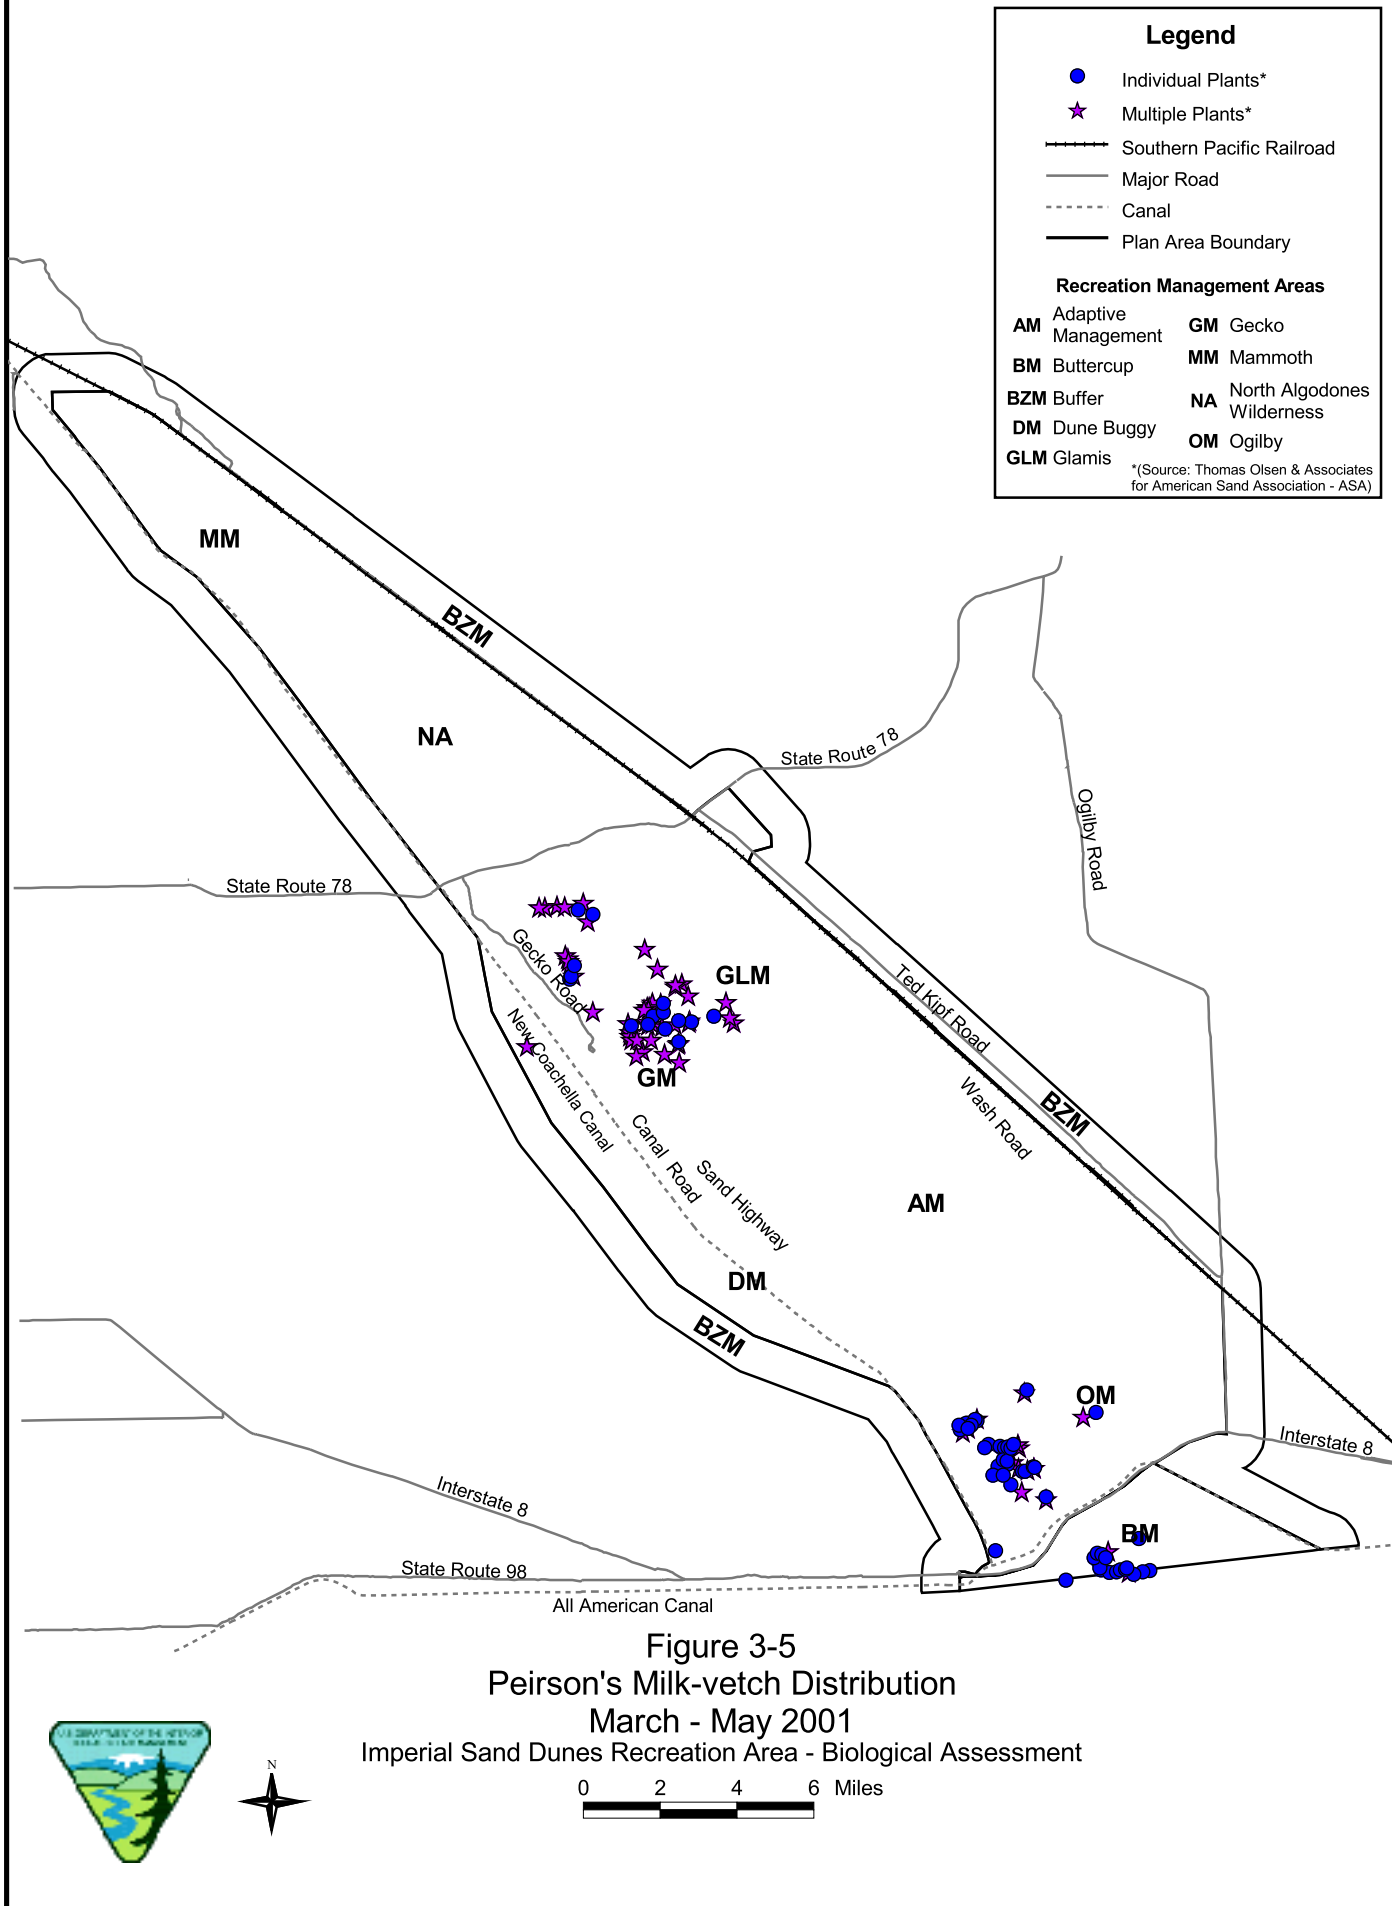 Legend
Individual Plants*
Multiple Plants*
Southern Pacific Railroad
Major Road
Canal
Plan Area Boundary
Recreation Management Areas
AM Adaptive
Management
BM Buttercup
BZM Buffer
DM Dune Buggy
GLM Glamis
GM Gecko
MM Mammoth
NA North Algodones
Wilderness
OM Ogilby
*(Source: Thomas Olsen & Associates
for American Sand Association - ASA)
MM
BZM
NA
State Route 78
Ogilby Road
State Route 78
Gecko Road
GLM
Ted Kipf Road
New Coachella Canal
GM
Wash Road
BZM
Canal Road
Sand Highway
AM
DM
BZM
OM
Interstate 8
Interstate 8
BM
State Route 98
All American Canal
Figure 3-5
Peirson's Milk-vetch Distribution
March - May 2001
Imperial Sand Dunes Recreation Area - Biological Assessment
N
0 2 4 6 Miles
U.S. DEPARTMENT OF THE INTERIOR